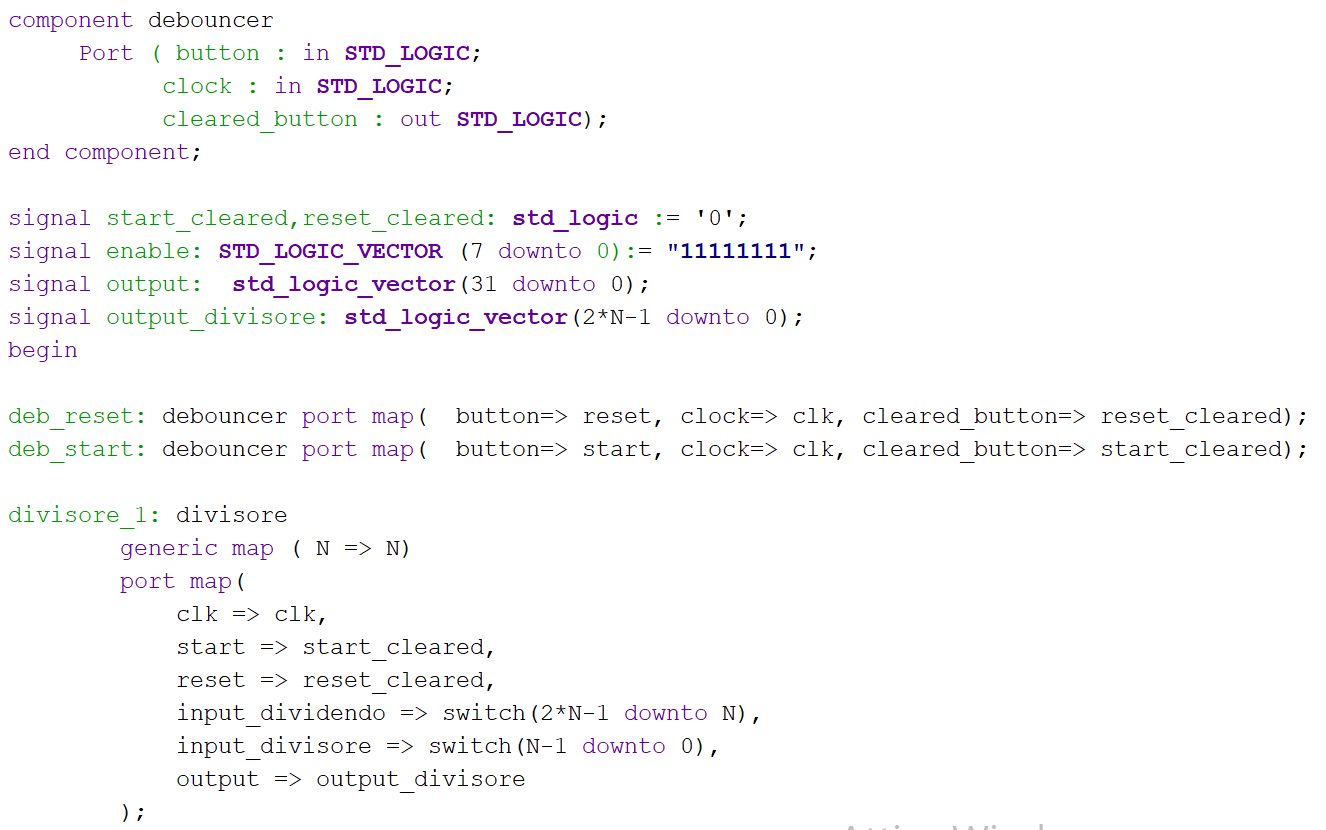 component debouncer
     Port ( button : in STD_LOGIC;
           clock : in STD_LOGIC;
           cleared_button : out STD_LOGIC);
end component;

signal start_cleared,reset_cleared: std_logic := '0';
signal enable: STD_LOGIC_VECTOR (7 downto 0):= "11111111";
signal output:  std_logic_vector(31 downto 0);
signal output_divisore: std_logic_vector(2*N-1 downto 0);
begin

deb_reset: debouncer port map(  button=> reset, clock=> clk, cleared_button=> reset_cleared);
deb_start: debouncer port map(  button=> start, clock=> clk, cleared_button=> start_cleared);

divisore_1: divisore
        generic map ( N => N)
        port map(
            clk => clk,
            start => start_cleared,
            reset => reset_cleared,
            input_dividendo => switch(2*N-1 downto N),
            input_divisore => switch(N-1 downto 0),
            output => output_divisore
        );